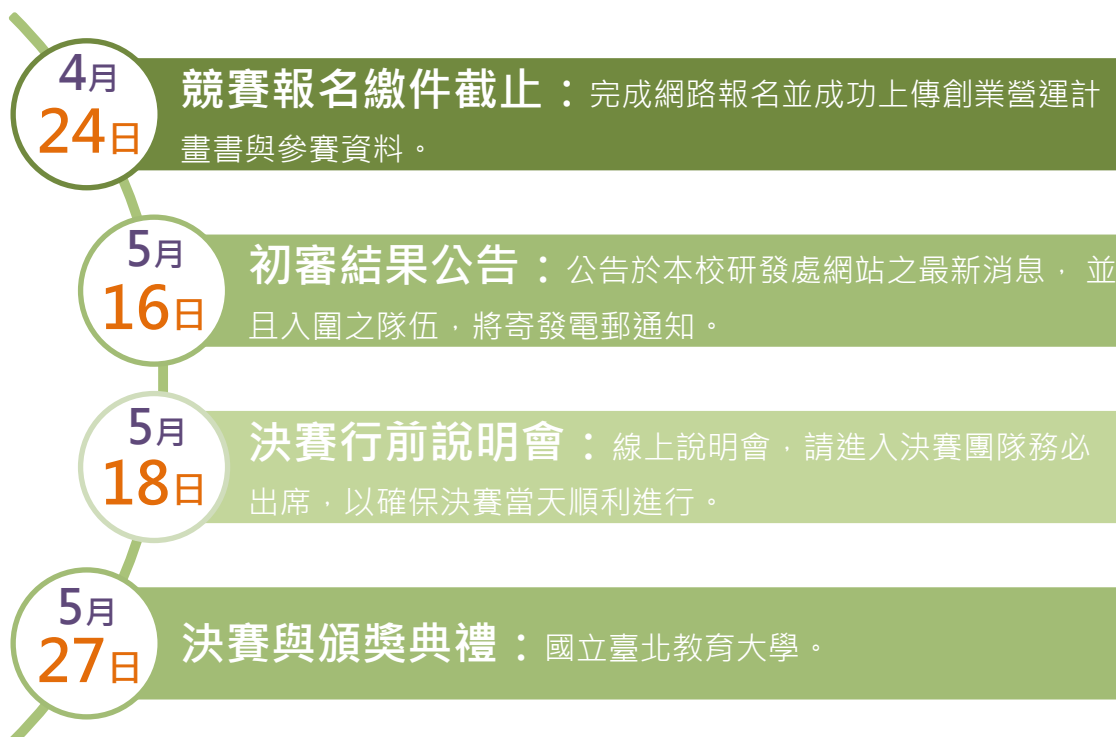 4月
24日
競賽報名繳件截止：完成網路報名並成功上傳創業營運計
畫書與參賽資料。
5月
16日
初審結果公告：公告於本校研發處網站之最新消息， 並
且入圍之隊伍，將寄發電郵通知。
5月
18日
決賽行前說明會：線上說明會，請進入決賽團隊務必
出席，以確保決賽當天順利進行。
5月
27日
決賽與頒獎典禮：國立臺北教育大學。